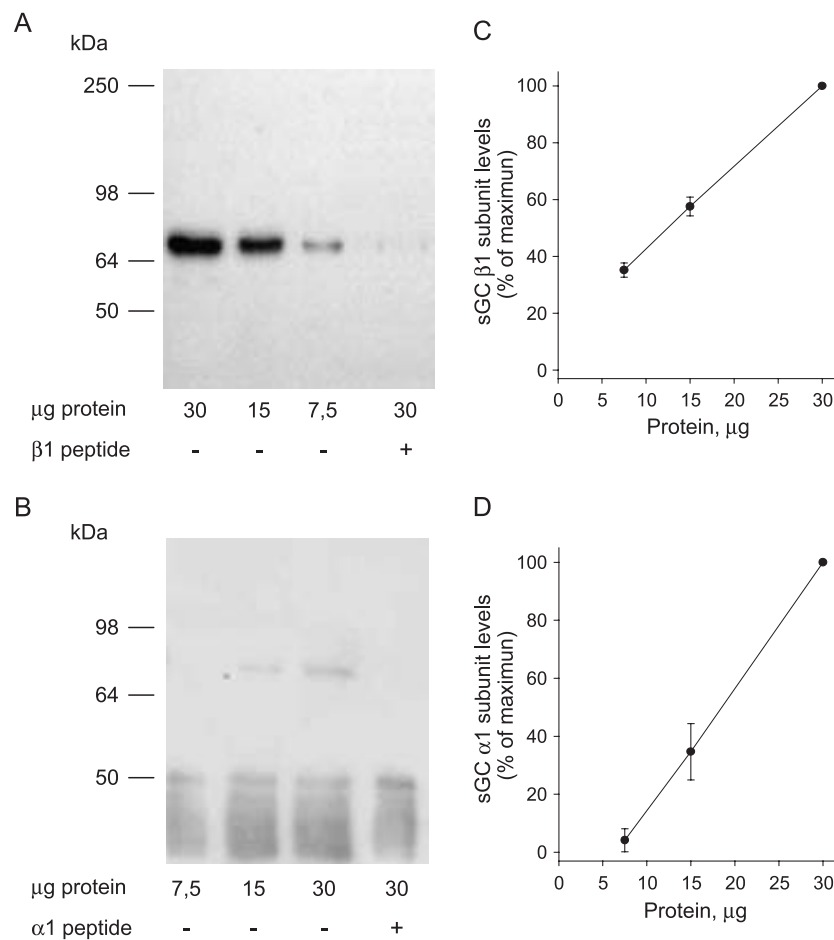 A
kDa
250
98
64
50
µg protein 30 15 7,5 30
β1 peptide - - - +
B
kDa
98
64
50
µg protein 7,5 15 30 30
α1 peptide - - - +
C
sGC β1 subunit levels
(% of maximun)
100
80
60
40
20
0
0 5 10 15 20 25 30
Protein, µg
D
sGC α1 subunit levels
(% of maximun)
100
80
60
40
20
0
0 5 10 15 20 25 30
Protein, µg